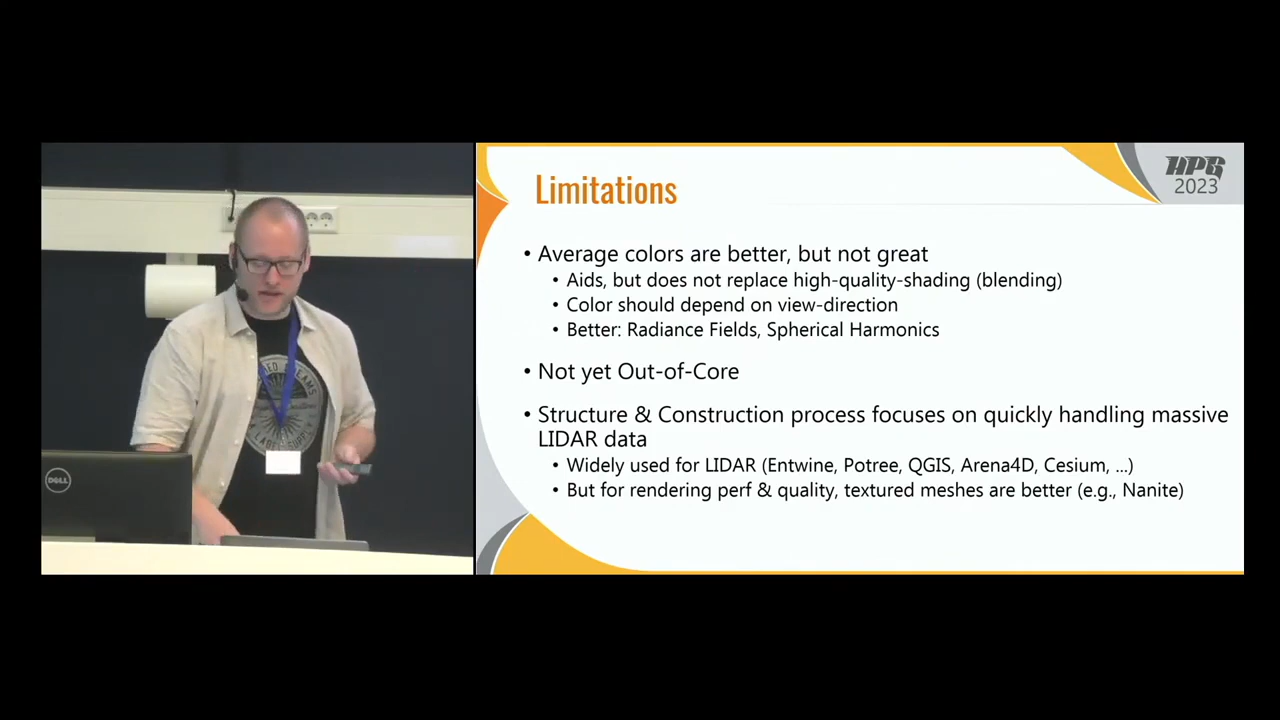 HPG
2023
Limitations
• Average colors are better, but not great
• Aids, but does not replace high-quality-shading (blending)
• Color should depend on view-direction
• Better: Radiance Fields, Spherical Harmonics
• Not yet Out-of-Core
• Structure & Construction process focuses on quickly handling massive
LIDAR data
• Widely used for LIDAR (Entwine, Potree, QGIS, Arena4D, Cesium, ...)
• But for rendering perf & quality, textured meshes are better (e.g., Nanite)
DELL